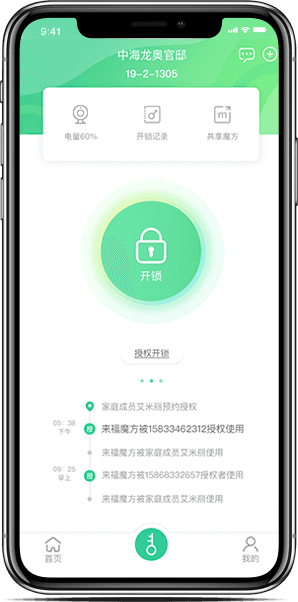 9:41
中海龙奥官邸
19-2-1305
电量60% 开锁记录 共享魔方
开锁
授权开锁
家庭成员艾米丽预约授权
05:38 下午 授 来福魔方被15833462312授权使用
来福魔方被家庭成员艾米丽使用
09:25 早上 授 来福魔方被15868332657授权者使用
来福魔方被家庭成员艾米丽使用
首页 我的